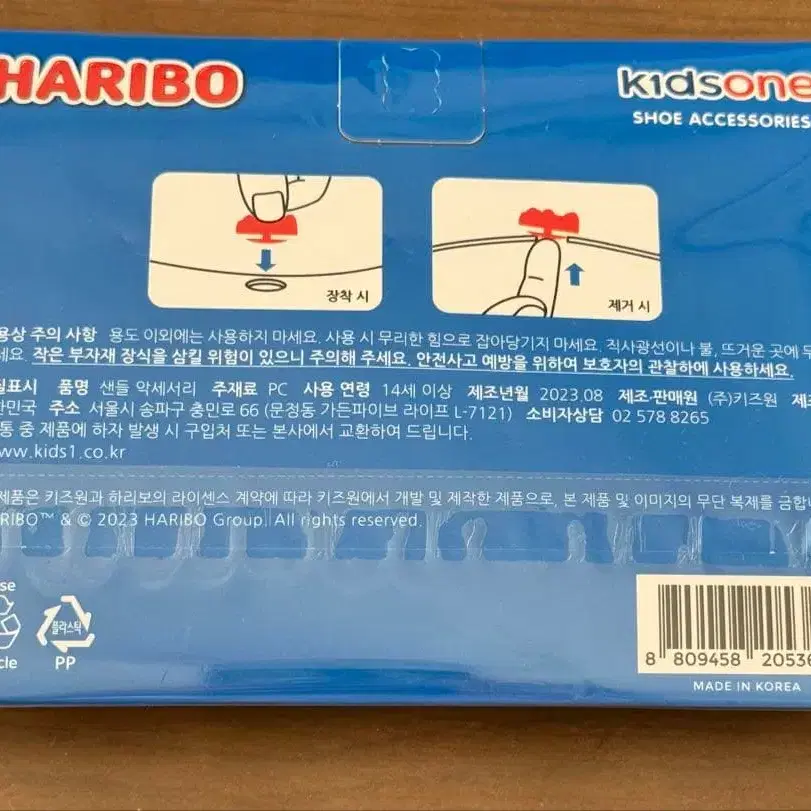 HARIBO
kidsone
SHOE ACCESSORIES
장착 시
제거 시
용상 주의 사항 용도 이외에는 사용하지 마세요. 사용 시 무리한 힘으로 잡아당기지 마세요. 직사광선이나 불, 뜨거운 곳에 두
세요. 작은 부자재 장식을 삼킬 위험이 있으니 주의해 주세요. 안전사고 예방을 위하여 보호자의 관찰하에 사용하세요.
질표시 품명 샌들 악세서리 주재료 PC 사용 연령 14세 이상 제조년월 2023.08 제조·판매원 (주)키즈원 제조
한민국 주소 서울시 송파구 충민로 66 (문정동 가든파이브 라이프 L-7121) 소비자상담 02 578 8265
통 중 제품에 하자 발생 시 구입처 또는 본사에서 교환하여 드립니다.
www.kids1.co.kr
제품은 키즈원과 하리보의 라이센스 계약에 따라 키즈원에서 개발 및 제작한 제품으로, 본 제품 및 이미지의 무단 복제를 금합니
RIBO™ & © 2023 HARIBO Group. All rights reserved.
플라스틱
PP
8 809458 20536
MADE IN KOREA